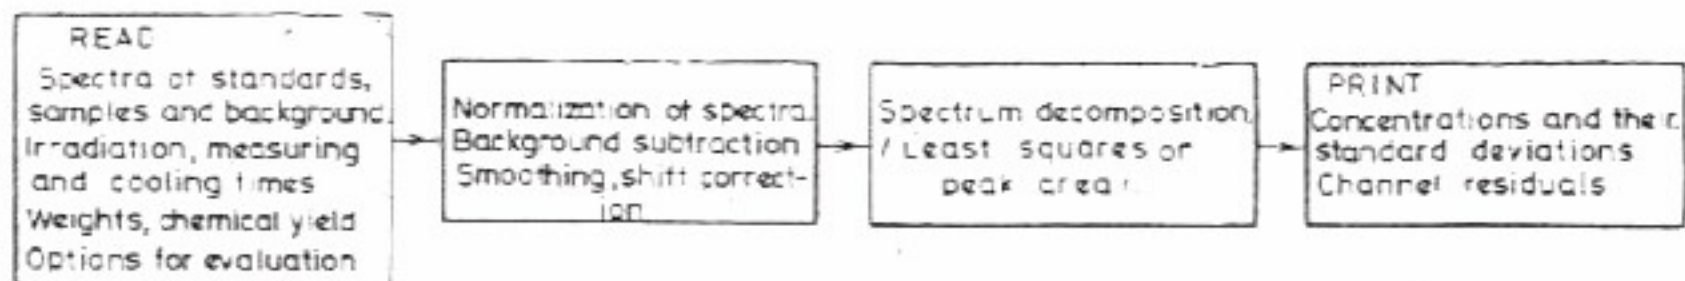 READ
Spectra of standards,
samples and background.
Irradiation, measuring
and cooling times
Weights, chemical yield
Options for evaluation
Normalization of spectra.
Background subtraction
Smoothing, shift correct-
ion
Spectrum decomposition.
/Least squares or
peak area/.
PRINT
Concentrations and their
standard deviations
Channel residuals